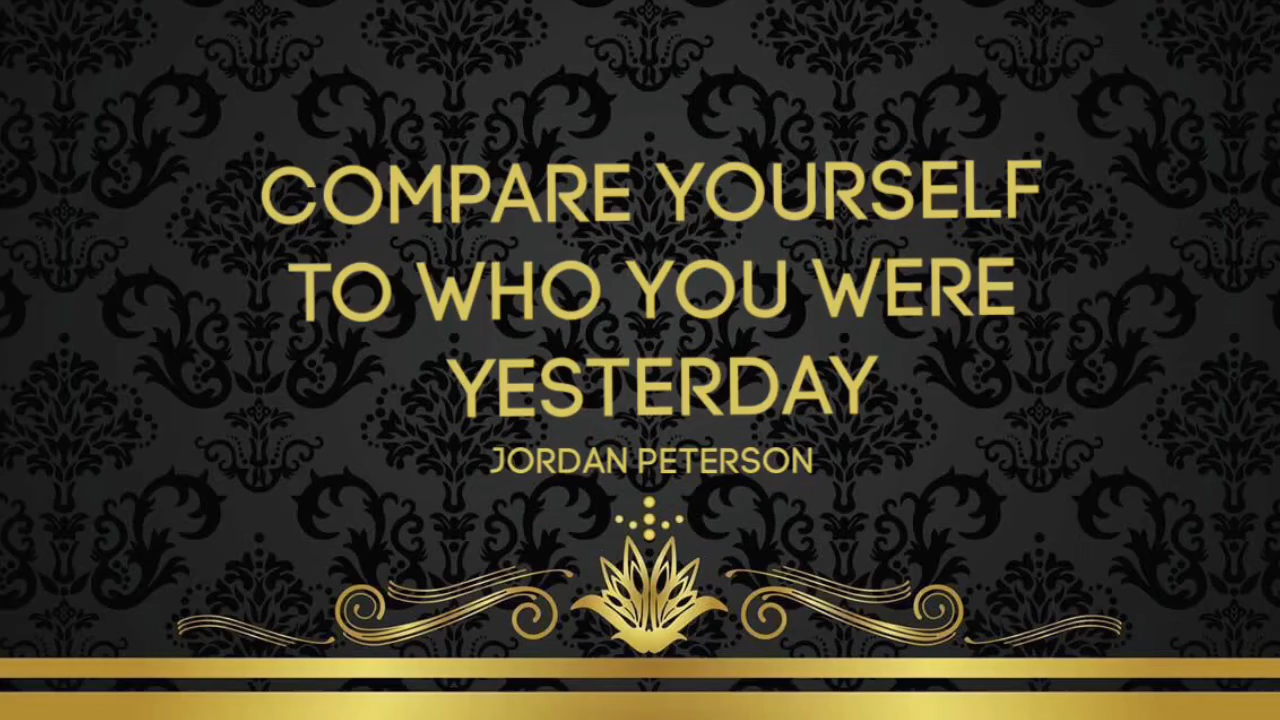 COMPARE YOURSELF
TO WHO YOU WERE
YESTERDAY
JORDAN PETERSON